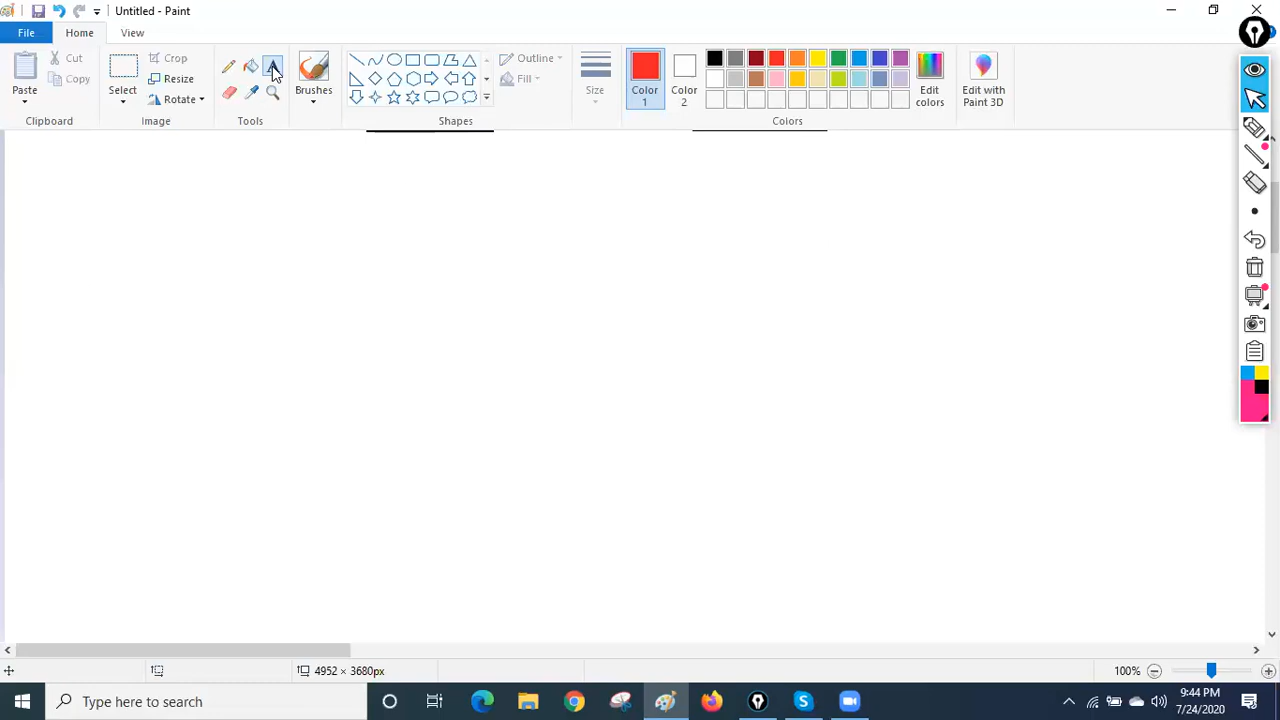 Untitled - Paint
File
Home
View
Paste
Cut
Copy
Clipboard
Select
Crop
Resize
Rotate
Image
Tools
Brushes
Shapes
Outline
Fill
Size
Color
1
Color
2
Colors
Edit
colors
Edit with
Paint 3D
4952 × 3680px
100%
Type here to search
9:44 PM
7/24/2020